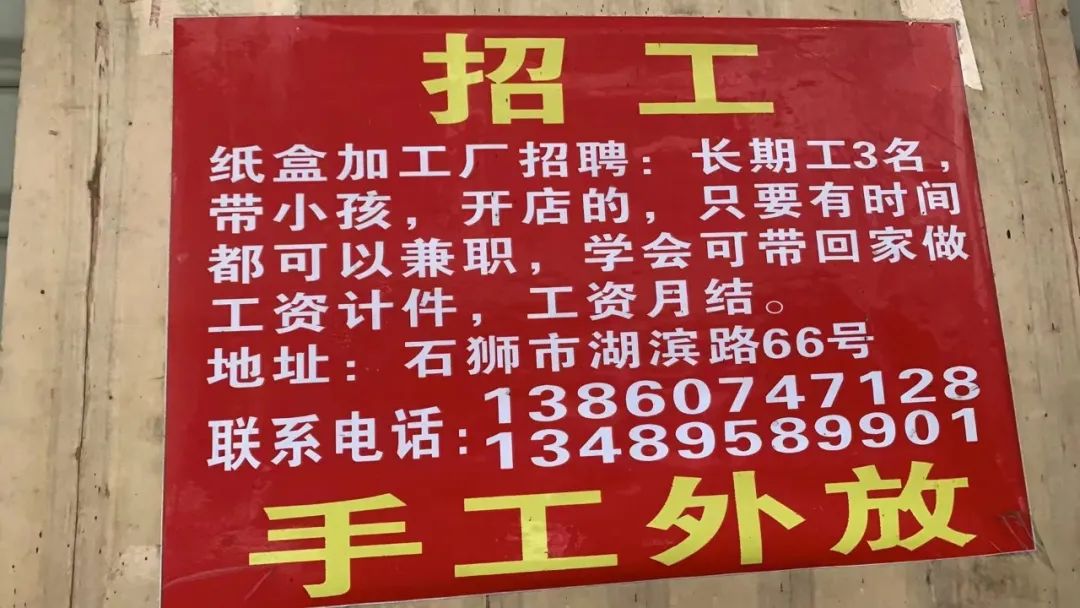 招工
纸盒加工厂招聘：长期工3名，
带小孩，开店的，只要有时间
都可以兼职，学会可带回家做
工资计件，工资月结。
地址：石狮市湖滨路66号
联系电话：13860747128
13489589901
手工外放